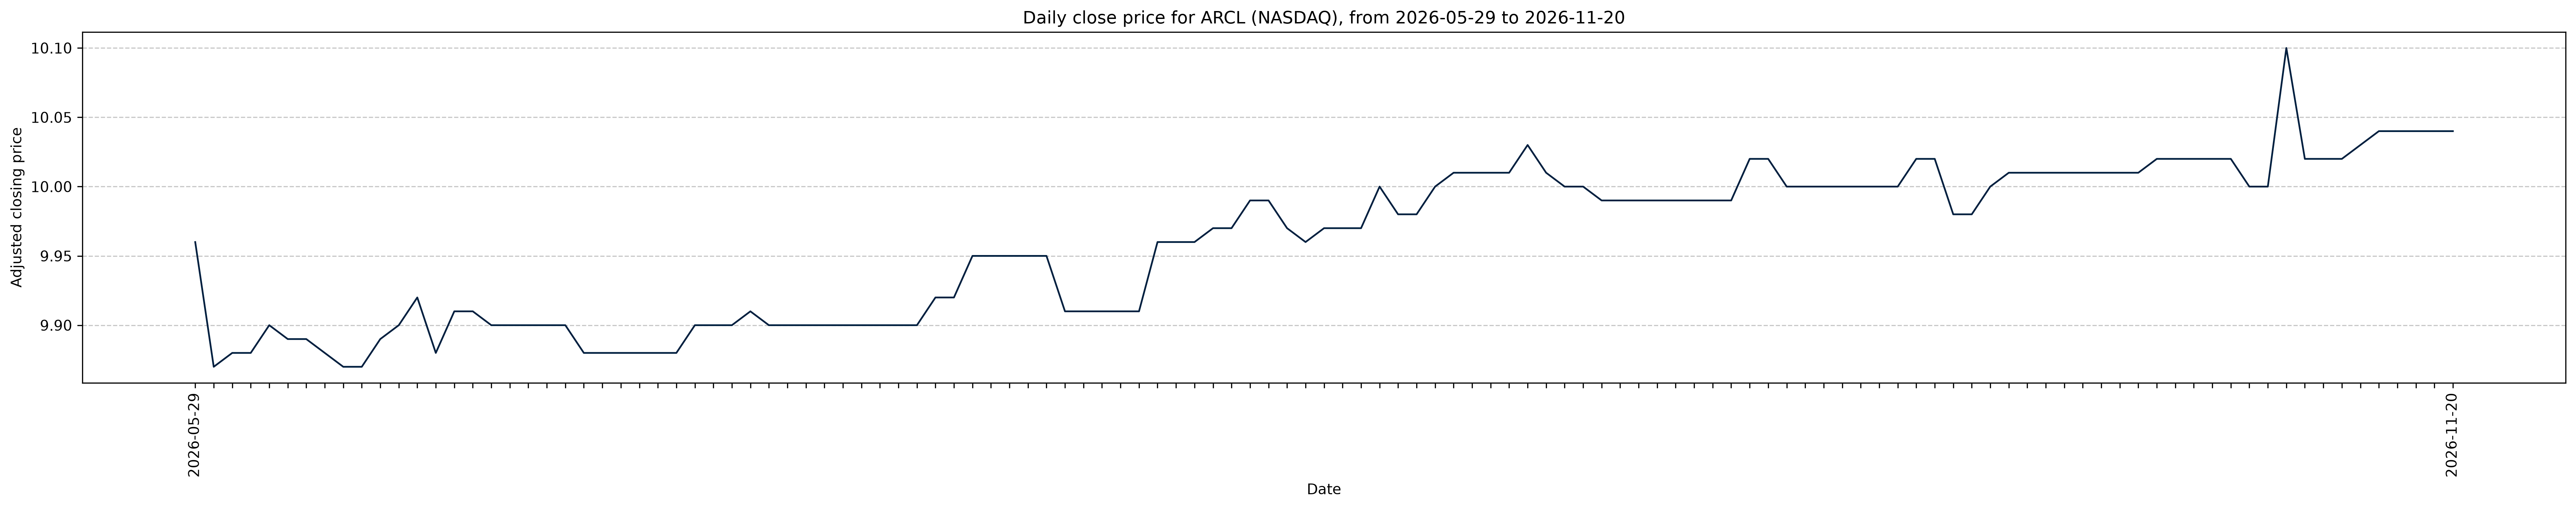 Daily close price for ARCL (NASDAQ), from 2026-05-29 to 2026-11-20
Adjusted closing price
10.10
10.05
10.00
9.95
9.90
2026-05-29
2026-11-20
Date